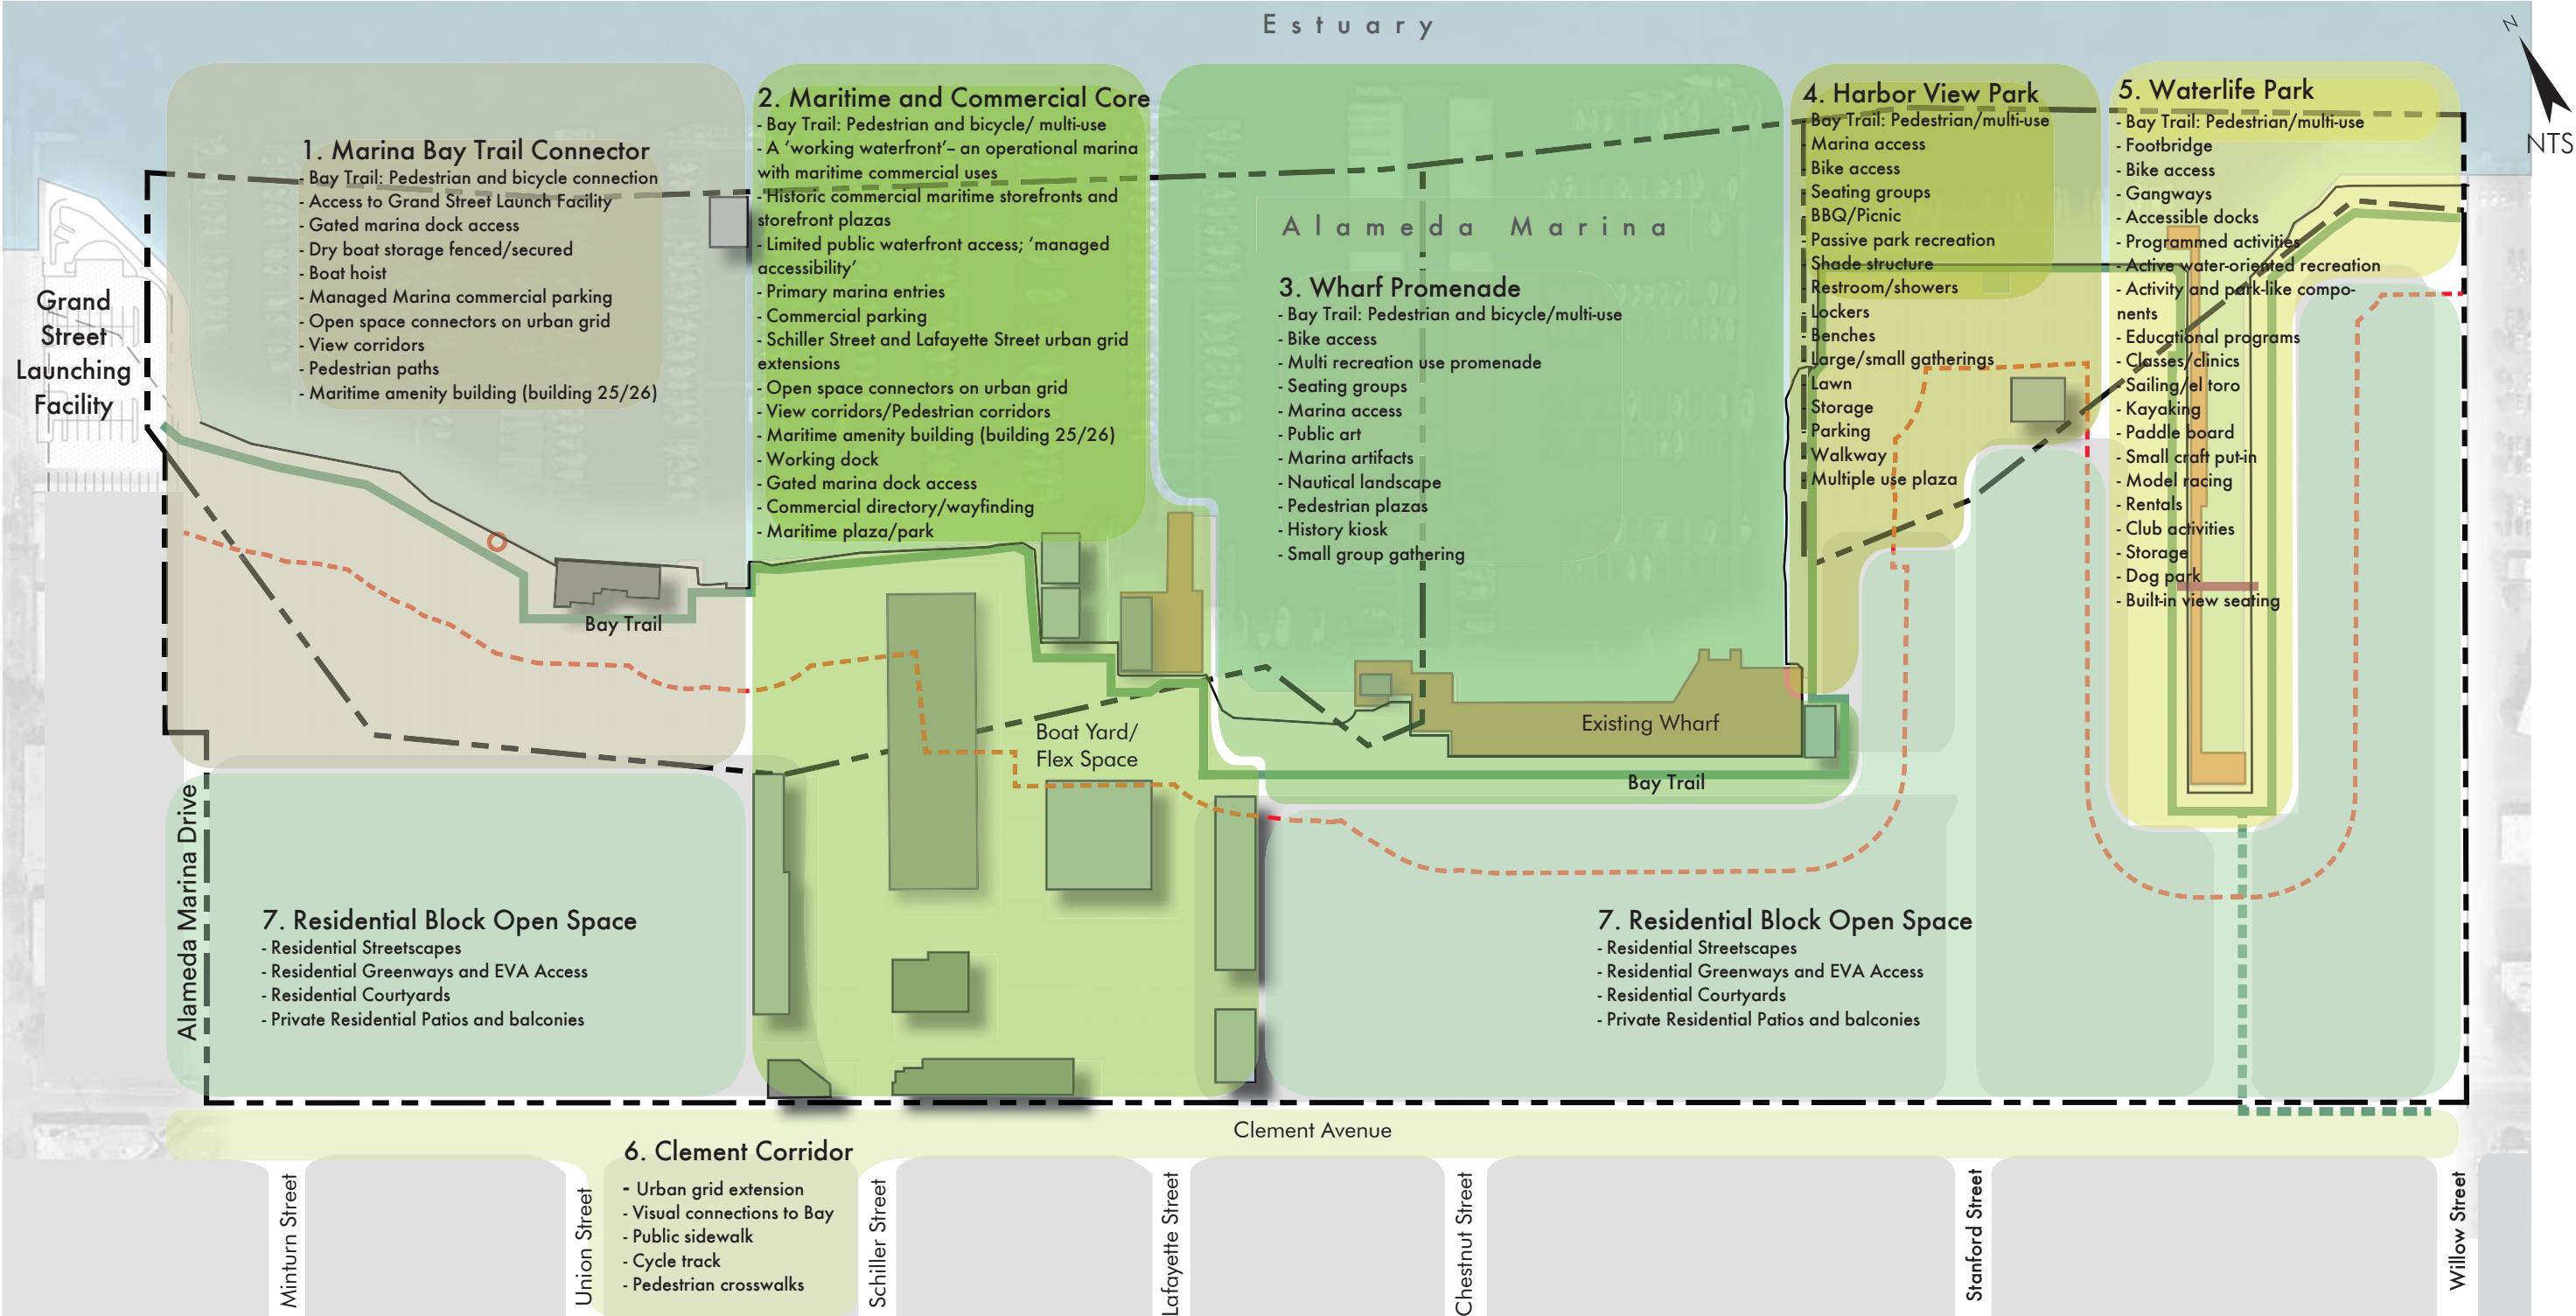 Estuary
N
NTS
1. Marina Bay Trail Connector
- Bay Trail: Pedestrian and bicycle connection
- Access to Grand Street Launch Facility
- Gated marina dock access
- Dry boat storage fenced/secured
- Boat hoist
- Managed Marina commercial parking
- Open space connectors on urban grid
- View corridors
- Pedestrian paths
- Maritime amenity building (building 25/26)
2. Maritime and Commercial Core
- Bay Trail: Pedestrian and bicycle/ multi-use
- A ‘working waterfront’– an operational marina
with maritime commercial uses
- Historic commercial maritime storefronts and
storefront plazas
- Limited public waterfront access; ‘managed
accessibility’
- Primary marina entries
- Commercial parking
- Schiller Street and Lafayette Street urban grid
extensions
- Open space connectors on urban grid
- View corridors/Pedestrian corridors
- Maritime amenity building (building 25/26)
- Working dock
- Gated marina dock access
- Commercial directory/wayfinding
- Maritime plaza/park
Alameda Marina
3. Wharf Promenade
- Bay Trail: Pedestrian and bicycle/multi-use
- Bike access
- Multi recreation use promenade
- Seating groups
- Marina access
- Public art
- Marina artifacts
- Nautical landscape
- Pedestrian plazas
- History kiosk
- Small group gathering
4. Harbor View Park
- Bay Trail: Pedestrian/multi-use
- Marina access
- Bike access
- Seating groups
- BBQ/Picnic
- Passive park recreation
- Shade structure
- Restroom/showers
- Lockers
- Benches
- Large/small gatherings
- Lawn
- Storage
- Parking
- Walkway
- Multiple use plaza
5. Waterlife Park
- Bay Trail: Pedestrian/multi-use
- Footbridge
- Bike access
- Gangways
- Accessible docks
- Programmed activities
- Active water-oriented recreation
- Activity and park-like compo-
nents
- Educational programs
- Classes/clinics
- Sailing/el toro
- Kayaking
- Paddle board
- Small craft put-in
- Model racing
- Rentals
- Club activities
- Storage
- Dog park
- Built-in view seating
Grand
Street
Launching
Facility
Bay Trail
Boat Yard/
Flex Space
Existing Wharf
Bay Trail
Alameda Marina Drive
7. Residential Block Open Space
- Residential Streetscapes
- Residential Greenways and EVA Access
- Residential Courtyards
- Private Residential Patios and balconies
7. Residential Block Open Space
- Residential Streetscapes
- Residential Greenways and EVA Access
- Residential Courtyards
- Private Residential Patios and balconies
Clement Avenue
6. Clement Corridor
- Urban grid extension
- Visual connections to Bay
- Public sidewalk
- Cycle track
- Pedestrian crosswalks
Minturn Street
Union Street
Schiller Street
Lafayette Street
Chestnut Street
Stanford Street
Willow Street